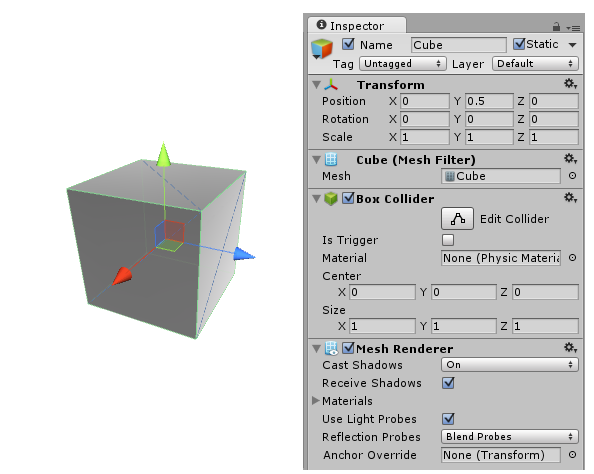 Inspector
Name Cube Static
Tag Untagged Layer Default
Transform
Position X 0 Y 0.5 Z 0
Rotation X 0 Y 0 Z 0
Scale X 1 Y 1 Z 1
Cube (Mesh Filter)
Mesh Cube
Box Collider
Edit Collider
Is Trigger
Material None (Physic Materia
Center
X 0 Y 0 Z 0
Size
X 1 Y 1 Z 1
Mesh Renderer
Cast Shadows On
Receive Shadows
Materials
Use Light Probes
Reflection Probes Blend Probes
Anchor Override None (Transform)